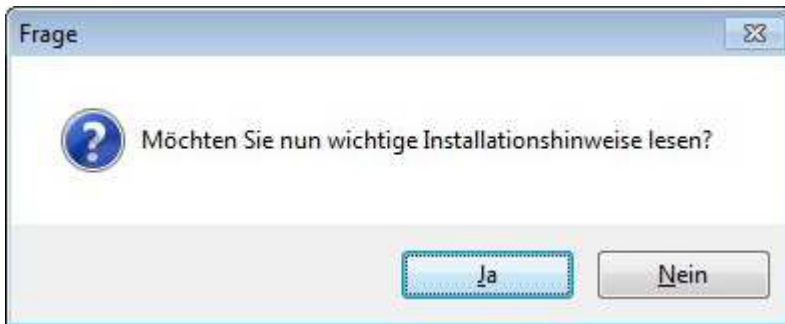 Frage
Möchten Sie nun wichtige Installationshinweise lesen?
Ja
Nein